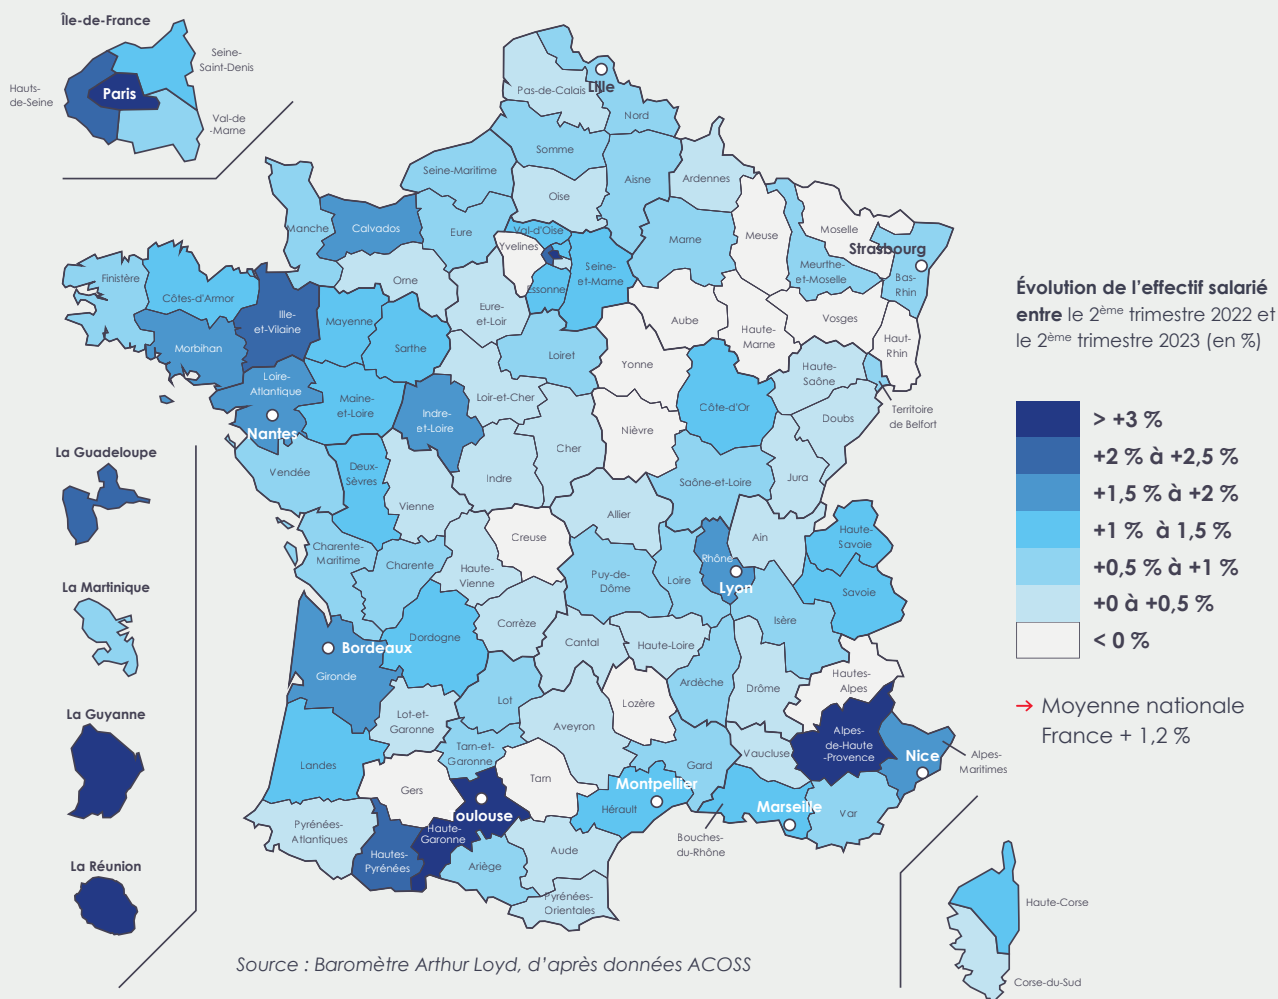 Île-de-France
Seine-
Saint-Denis
Hauts-
de-Seine
Paris
Val-de
-Marne
Lille
Pas-de-Calais
Nord
Somme
Seine-Maritime
Aisne
Ardennes
Oise
Manche
Calvados
Eure
Val-d'Oise
Yvelines
Marne
Meuse
Moselle
Strasbourg
Meurthe-
et-Moselle
Bas-
Rhin
Seine-
et-Marne
Essonne
Orne
Finistère
Côtes-d'Armor
Ille-
et-Vilaine
Mayenne
Sarthe
Eure-
et-Loir
Aube
Haute-
Marne
Vosges
Haut-
Rhin
Morbihan
Loire-
Atlantique
Nantes
Maine-
et-Loire
Indre-
et-Loire
Loir-et-Cher
Loiret
Yonne
Côte-d'Or
Haute-
Saône
Territoire
de Belfort
Doubs
Nièvre
Cher
Jura
Vendée
Deux-
Sèvres
Vienne
Indre
Saône-et-Loire
Allier
Creuse
Ain
Haute-
Savoie
Savoie
Charente-
Maritime
Charente
Haute-
Vienne
Puy-de-
Dôme
Loire
Rhône
Lyon
Isère
Dordogne
Corrèze
Cantal
Haute-Loire
Bordeaux
Gironde
Lot
Lozère
Ardèche
Drôme
Hautes-
Alpes
Lot-et-
Garonne
Aveyron
Landes
Tarn-et-
Garonne
Gers
Tarn
Gard
Vaucluse
Alpes-
de-Haute
-Provence
Nice
Alpes-
Maritimes
Montpellier
Hérault
Marseille
Var
Bouches-
du-Rhône
oulouse
Haute-
Garonne
Pyrénées-
Atlantiques
Hautes-
Pyrénées
Ariège
Aude
Pyrénées-
Orientales
Haute-Corse
Corse-du-Sud
La Guadeloupe
La Martinique
La Guyanne
La Réunion
Évolution de l'effectif salarié
entre le 2ème trimestre 2022 et
le 2ème trimestre 2023 (en %)
> +3 %
+2 % à +2,5 %
+1,5 % à +2 %
+1 % à 1,5 %
+0,5 % à +1 %
+0 à +0,5 %
< 0 %
→ Moyenne nationale
France + 1,2 %
Source : Baromètre Arthur Loyd, d'après données ACOSS